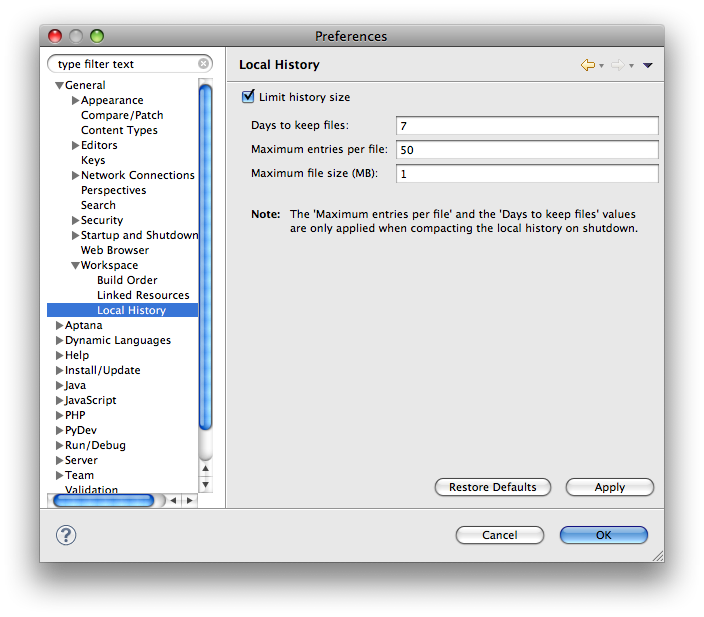 Preferences
type filter text
General
Appearance
Compare/Patch
Content Types
Editors
Keys
Network Connections
Perspectives
Search
Security
Startup and Shutdown
Web Browser
Workspace
Build Order
Linked Resources
Local History
Aptana
Dynamic Languages
Help
Install/Update
Java
JavaScript
PHP
PyDev
Run/Debug
Server
Team
Validation
Local History
Limit history size
Days to keep files: 7
Maximum entries per file: 50
Maximum file size (MB): 1
Note: The 'Maximum entries per file' and the 'Days to keep files' values
are only applied when compacting the local history on shutdown.
Restore Defaults Apply
? Cancel OK